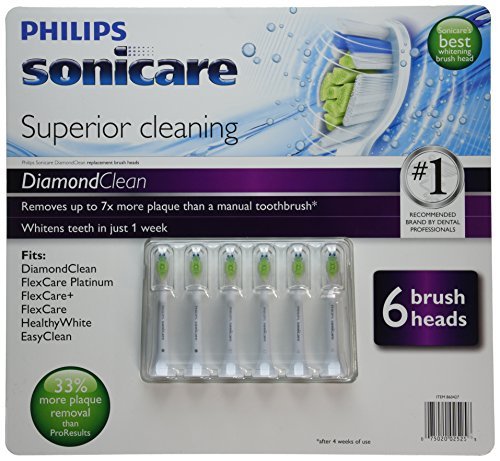 PHILIPS
sonicare
Superior cleaning
Philips Sonicare DiamondClean replacement brush heads
DiamondClean
Removes up to 7x more plaque than a manual toothbrush*
Whitens teeth in just 1 week
Sonicare's
best
whitening
brush head
#1
RECOMMENDED
BRAND BY DENTAL
PROFESSIONALS
Fits:
DiamondClean
FlexCare Platinum
FlexCare+
FlexCare
HealthyWhite
EasyClean
6 brush
heads
33%
more plaque
removal
than
ProResults
*after 4 weeks of use
ITEM 860427